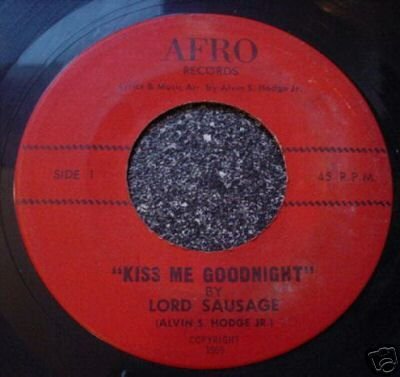 AFRO
RECORDS
Lyrics & Music Arr. by Alvin S. Hodge Jr.
SIDE 1
45 R.P.M.
"KISS ME GOODNIGHT"
BY
LORD SAUSAGE
(ALVIN S. HODGE JR.)
COPYRIGHT
eBay